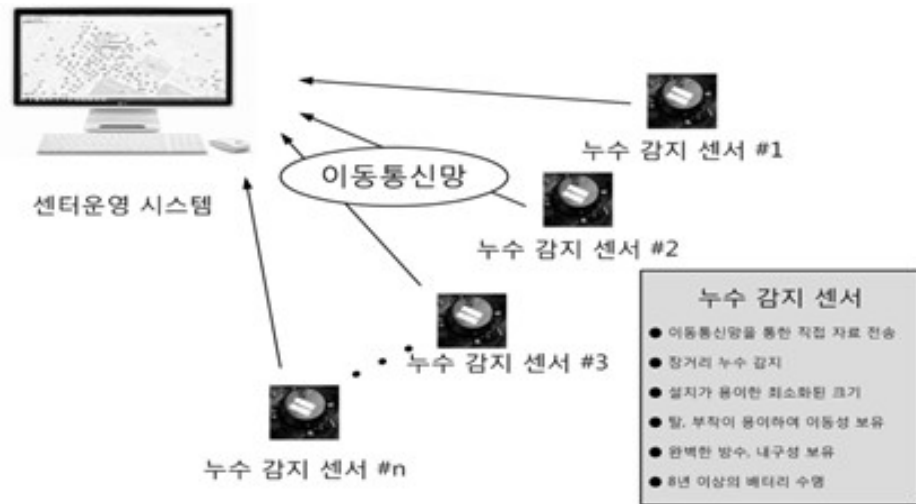 누수 감지 센서 #1
이동통신망
센터운영 시스템
누수 감지 센서 #2
누수 감지 센서 #3
누수 감지 센서 #n
누수 감지 센서
● 이동통신망을 통한 직접 자료 전송
● 장거리 누수 감지
● 설치가 용이한 최소화된 크기
● 탈, 부착이 용이하여 이동성 보유
● 완벽한 방수, 내구성 보유
● 8년 이상의 배터리 수명